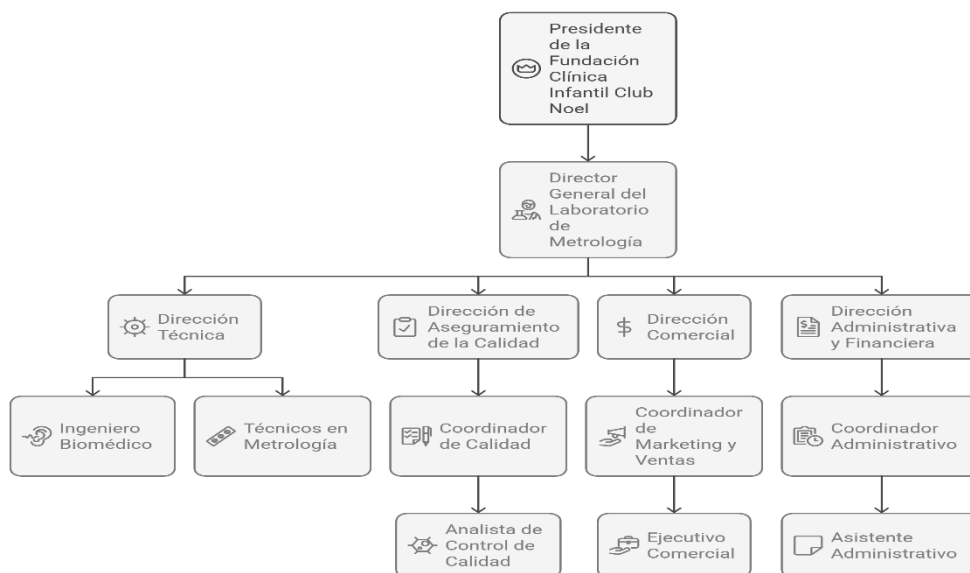 Presidente
de la
Fundación
Clínica
Infantil Club
Noel
Director
General del
Laboratorio
de
Metrología
Dirección
Técnica
Dirección de
Aseguramiento
de la Calidad
Dirección
Comercial
Dirección
Administrativa
y Financiera
Ingeniero
Biomédico
Técnicos en
Metrología
Coordinador
de Calidad
Coordinador
de
Marketing y
Ventas
Coordinador
Administrativo
Analista de
Control de
Calidad
Ejecutivo
Comercial
Asistente
Administrativo